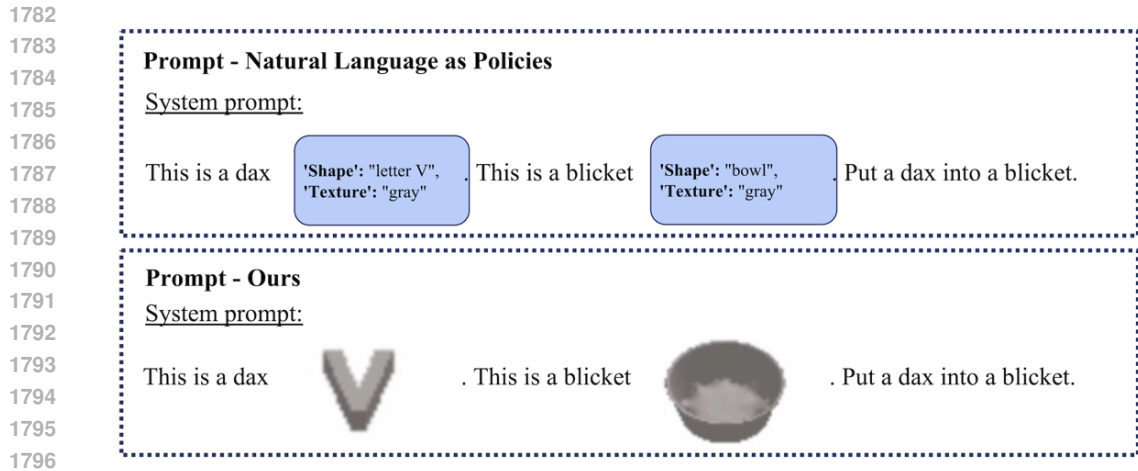 1782
1783
Prompt - Natural Language as Policies
1784
1785
System prompt:
1786
'Shape': "letter V",
'Shape': "bowl",
1787
This is a dax
. This is a blicket
. Put a dax into a blicket.
'Texture': "gray"
'Texture': "gray"
1788
1789
1790
Prompt - Ours
1791
System prompt:
1792
1793
This is a dax
. This is a blicket
. Put a dax into a blicket.
V
1794
1795
1796